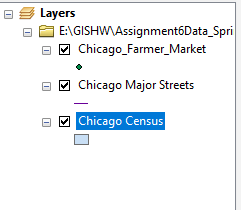 Layers
E:\GISHW\Assignment6Data_Spri
Chicago_Farmer_Market
Chicago Major Streets
Chicago Census